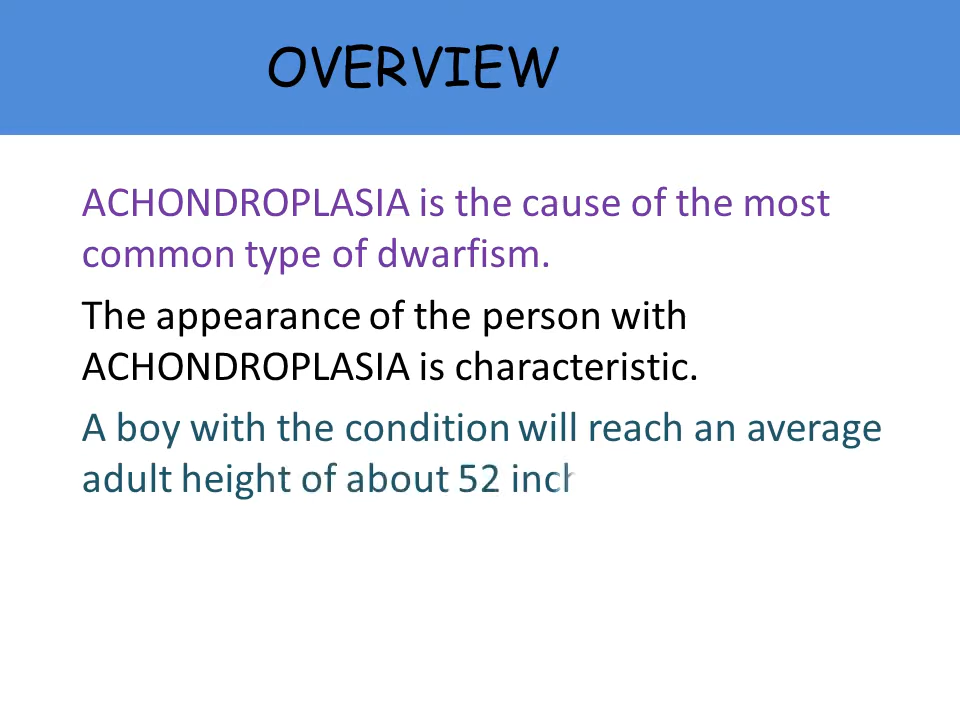 OVERVIEW
ACHONDROPLASIA is the cause of the most
common type of dwarfism.
The appearance of the person with
ACHONDROPLASIA is characteristic.
A boy with the condition will reach an average
adult height of about 52 inch